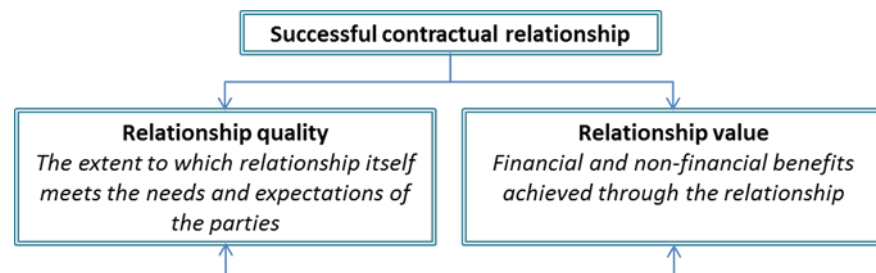 Successful contractual relationship
Relationship quality
The extent to which relationship itself
meets the needs and expectations of
the parties
Relationship value
Financial and non-financial benefits
achieved through the relationship